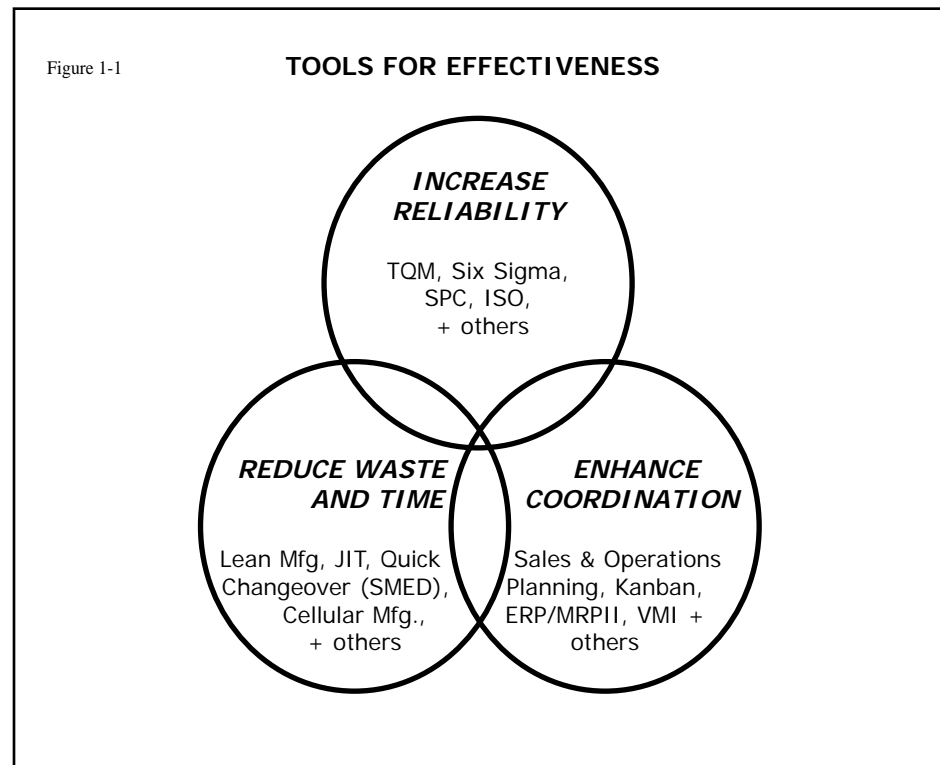 Figure 1-1
TOOLS FOR EFFECTIVENESS
INCREASE
RELIABILITY
TQM, Six Sigma,
SPC, ISO,
+ others
REDUCE WASTE
AND TIME
Lean Mfg, JIT, Quick
Changeover (SMED),
Cellular Mfg.,
+ others
ENHANCE
COORDINATION
Sales & Operations
Planning, Kanban,
ERP/MRPII, VMI +
others